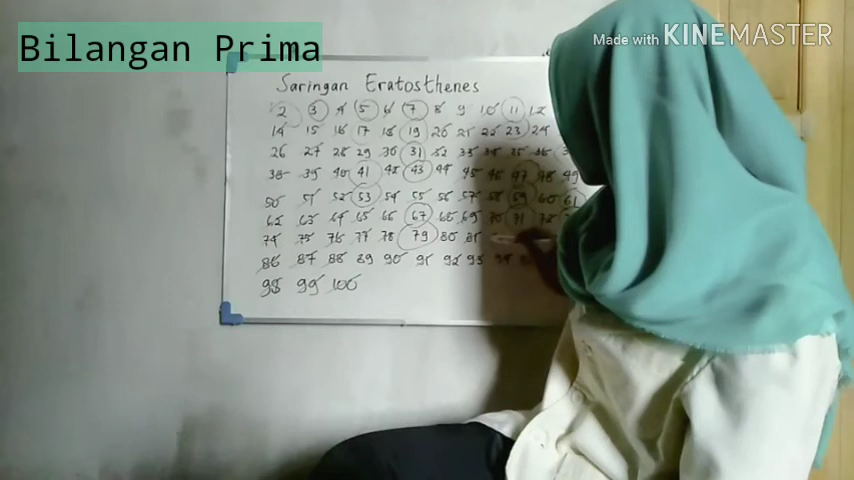 Bilangan Prima
Made with KINEMASTER
Saringan Eratosthenes
2 3 4 5 6 7 8 9 10 11 12
14 15 16 17 18 19 20 21 22 23 24
26 27 28 29 30 31 32 33 34 35 36
38 39 40 41 42 43 44 45 46 47 48 49
50 51 52 53 54 55 56 57 58 59 60 61
62 63 64 65 66 67 68 69 70 71 72
74 75 76 77 78 79 80 81
86 87 88 89 90 91 92 93 94
98 99 100